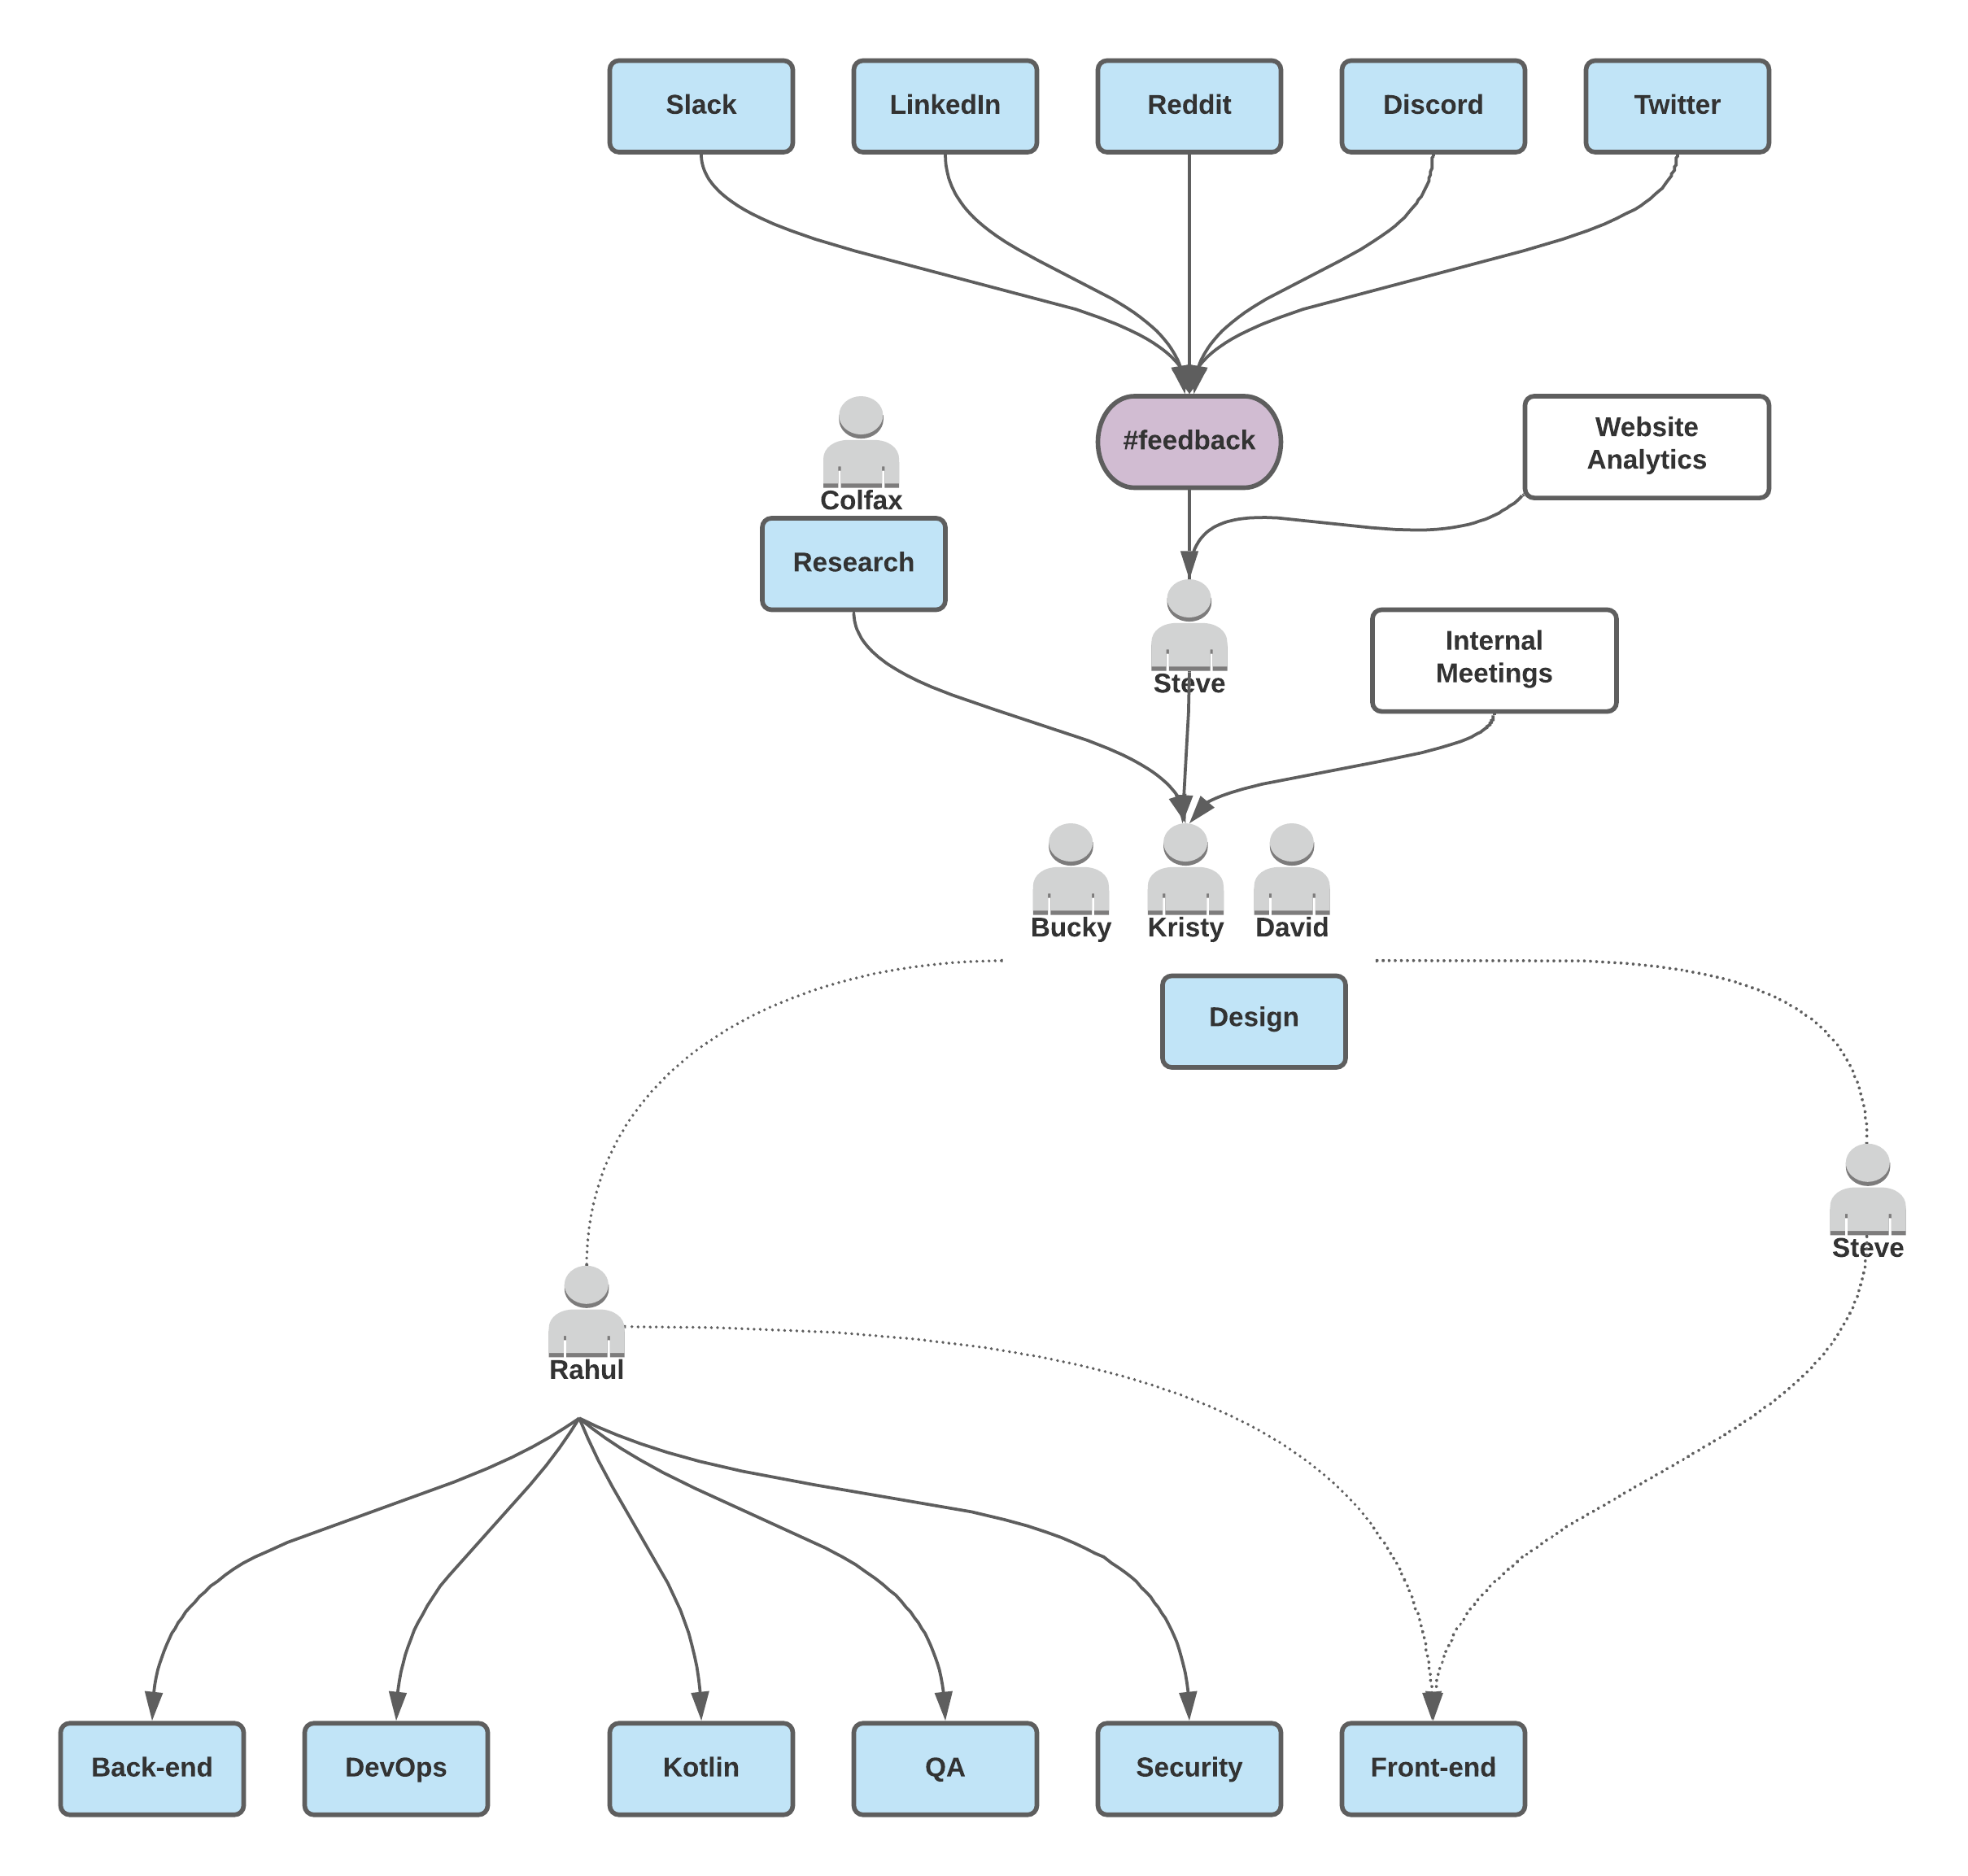 Slack
LinkedIn
Reddit
Discord
Twitter
#feedback
Website
Analytics
Colfax
Research
Steve
Internal
Meetings
Bucky
Kristy
David
Design
Steve
Rahul
Back-end
DevOps
Kotlin
QA
Security
Front-end